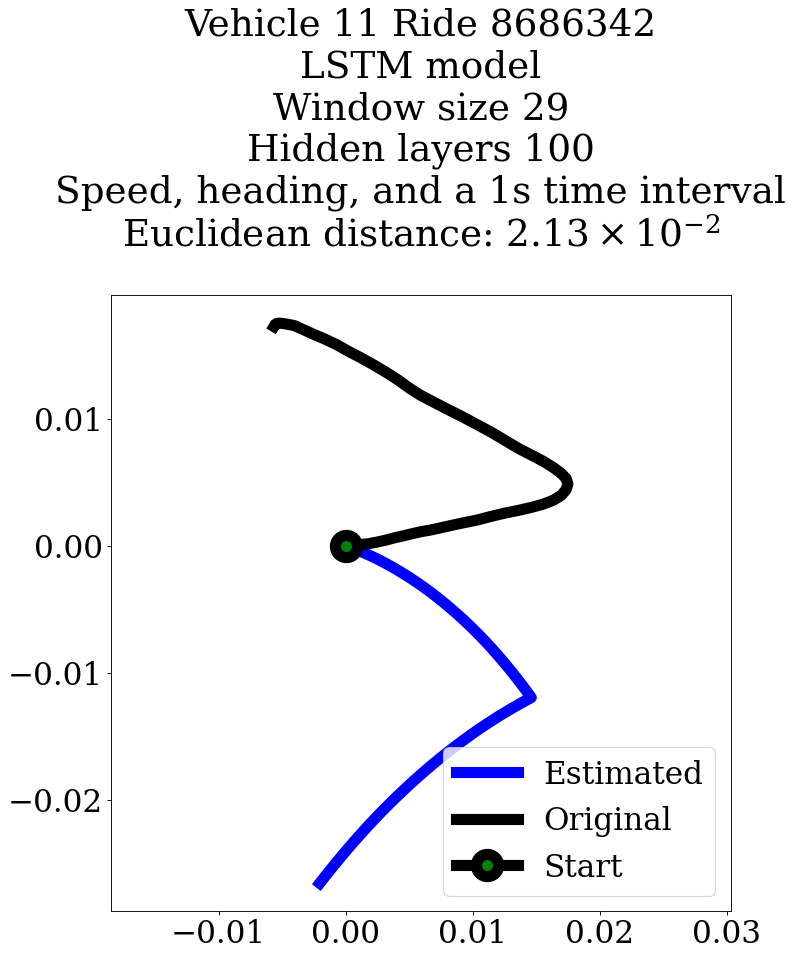 Vehicle 11 Ride 8686342
LSTM model
Window size 29
Hidden layers 100
Speed, heading, and a 1s time interval
Euclidean distance: 2.13 × 10⁻²
0.01
0.00
−0.01
−0.02
Estimated
Original
Start
−0.01 0.00 0.01 0.02 0.03